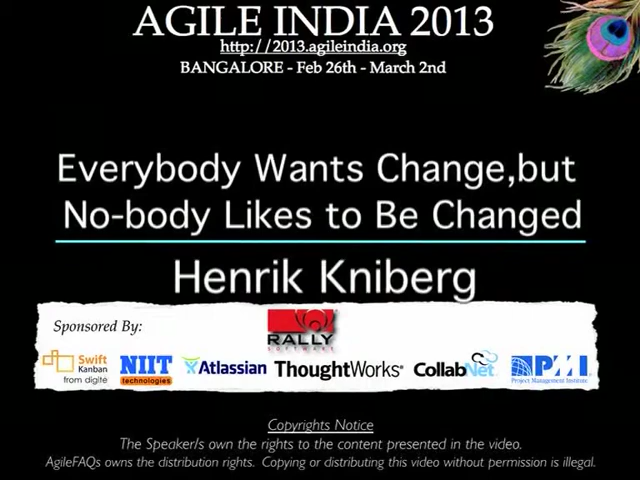 AGILE INDIA 2013
http://2013.agileindia.org
BANGALORE - Feb 26th - March 2nd
Everybody Wants Change,but
No-body Likes to Be Changed
Henrik Kniberg
Sponsored By:
RALLY
SOFTWARE
Swift
Kanban
from digite
NIIT
technologies
Atlassian
ThoughtWorks®
CollabNet
PMI
Project Management Institute
Copyrights Notice
The Speaker/s own the rights to the content presented in the video.
AgileFAQs owns the distribution rights. Copying or distributing this video without permission is illegal.